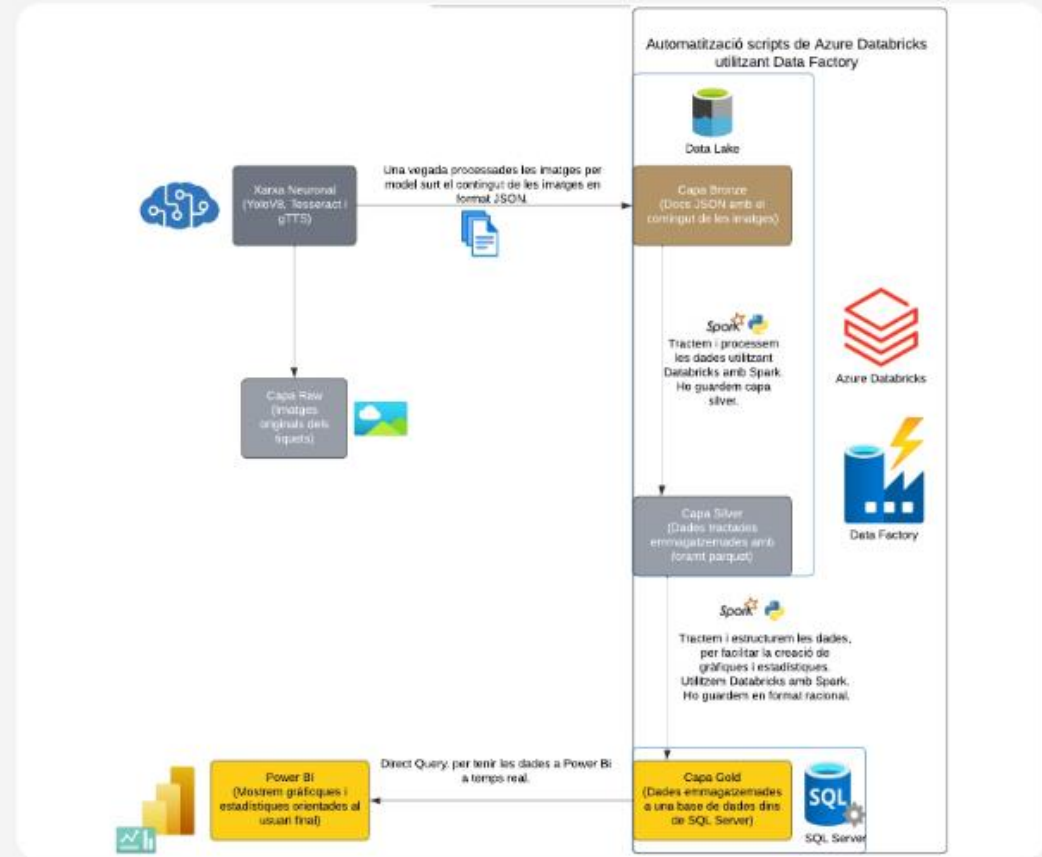 Automatització scripts de Azure Databricks
utilitzant Data Factory
Data Lake
Xarxa Neuronal
(YoloV8, Tesseract i
gTTS)
Una vegada processades les imatges per
model surt el contingut de les imatges en
format JSON.
Capa Bronze
(Docs JSON amb el
contingut de les imatges)
Spark
Tractem i processem
les dades utilitzant
Databricks amb Spark
Ho guardem capa
silver.
Azure Databricks
Capa Raw
(Imatges
originals dels
tiquets)
Data Factory
Capa Silver
(Dades tractades
emmagatzemades amb
foramt parquet)
Spark
Tractem i estructurem les dades,
per facilitar la creació de
gràfiques i estadístiques.
Utilitzem Databricks amb Spark.
Ho guardem en format racional.
Power Bi
(Mostrem gràficques i
estadístiques orientades al
usuari final)
Direct Query, per tenir les dades a Power Bi
a temps real.
Capa Gold
(Dades emmagatzemades
a una base de dades dins
de SQL Server)
SQL
SQL Server